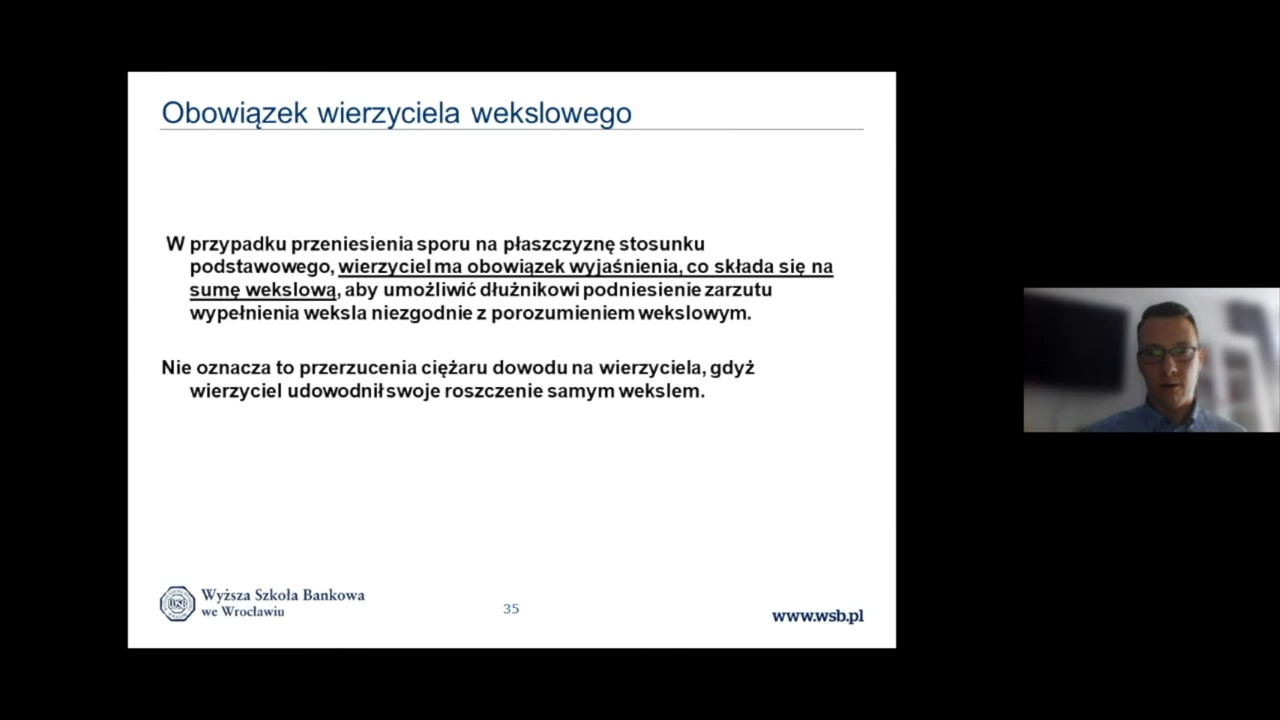 Obowiązek wierzyciela wekslowego
W przypadku przeniesienia sporu na płaszczyznę stosunku
podstawowego, wierzyciel ma obowiązek wyjaśnienia, co składa się na
sumę wekslową, aby umożliwić dłużnikowi podniesienie zarzutu
wypełnienia weksla niezgodnie z porozumieniem wekslowym.
Nie oznacza to przerzucenia ciężaru dowodu na wierzyciela, gdyż
wierzyciel udowodnił swoje roszczenie samym wekslem.
WSB
Wyższa Szkoła Bankowa
we Wrocławiu
35
www.wsb.pl